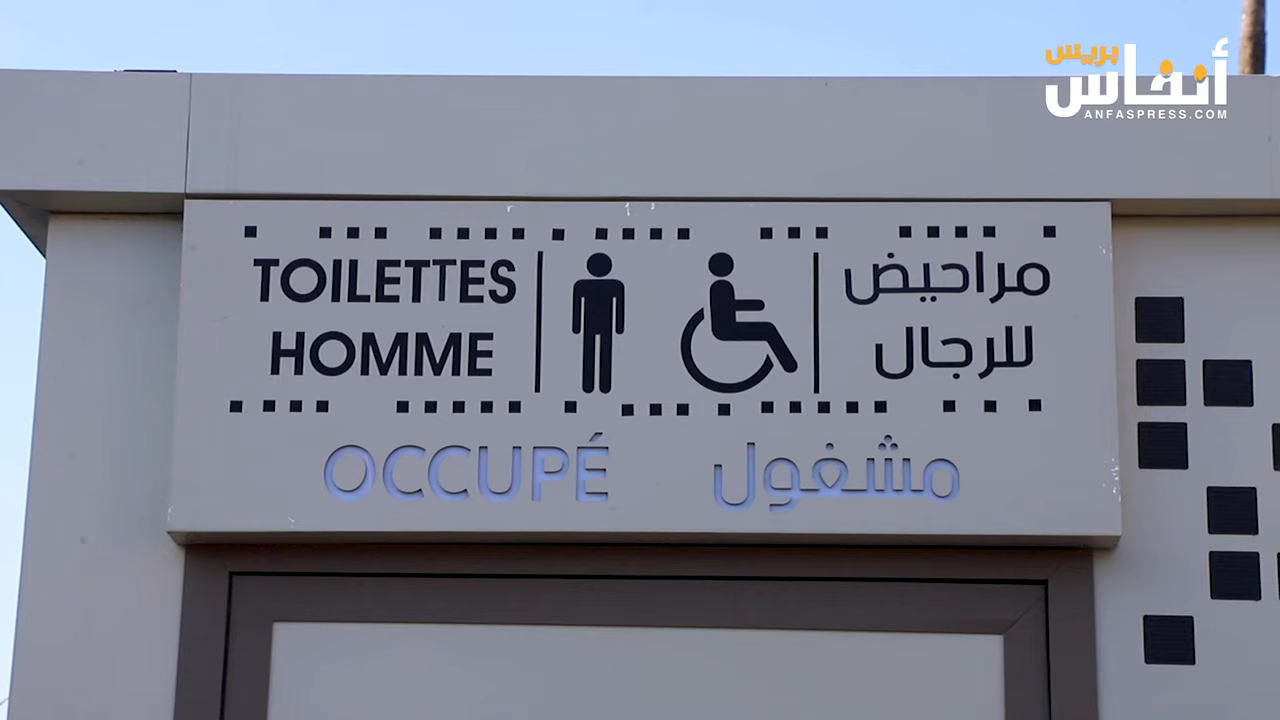 أنفاس بريس
ANFASPRESS.COM
TOILETTES
HOMME
مراحيض
للرجال
OCCUPÉ
مشغول